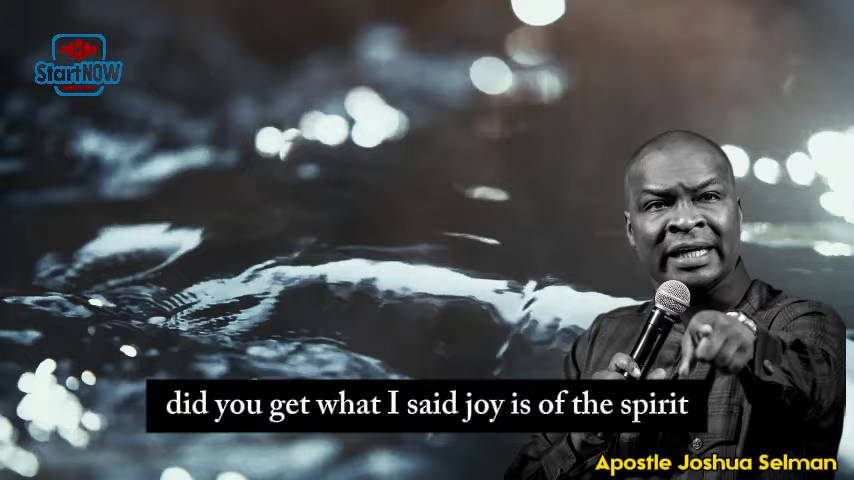 StartNOW
did you get what I said joy is of the spirit
Apostle Joshua Selman